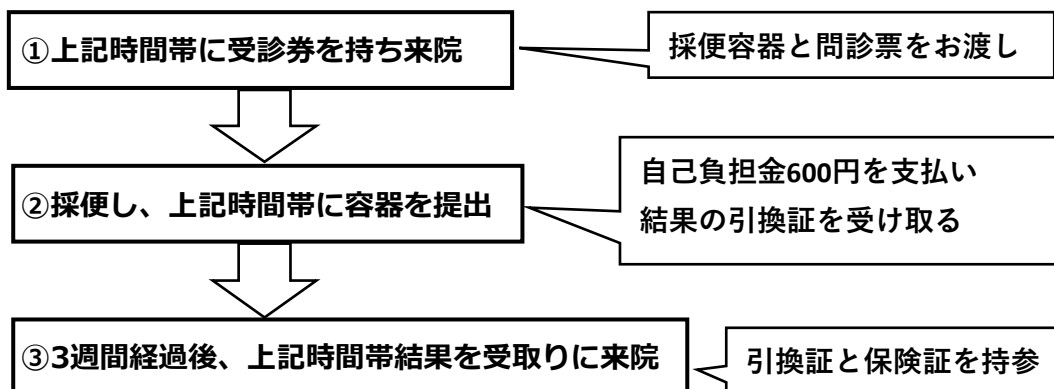 ①上記時間帯に受診券を持ち来院
採便容器と問診票をお渡し
②採便し、上記時間帯に容器を提出
自己負担金600円を支払い
結果の引換証を受け取る
③3週間経過後、上記時間帯結果を受取りに来院
引換証と保険証を持参